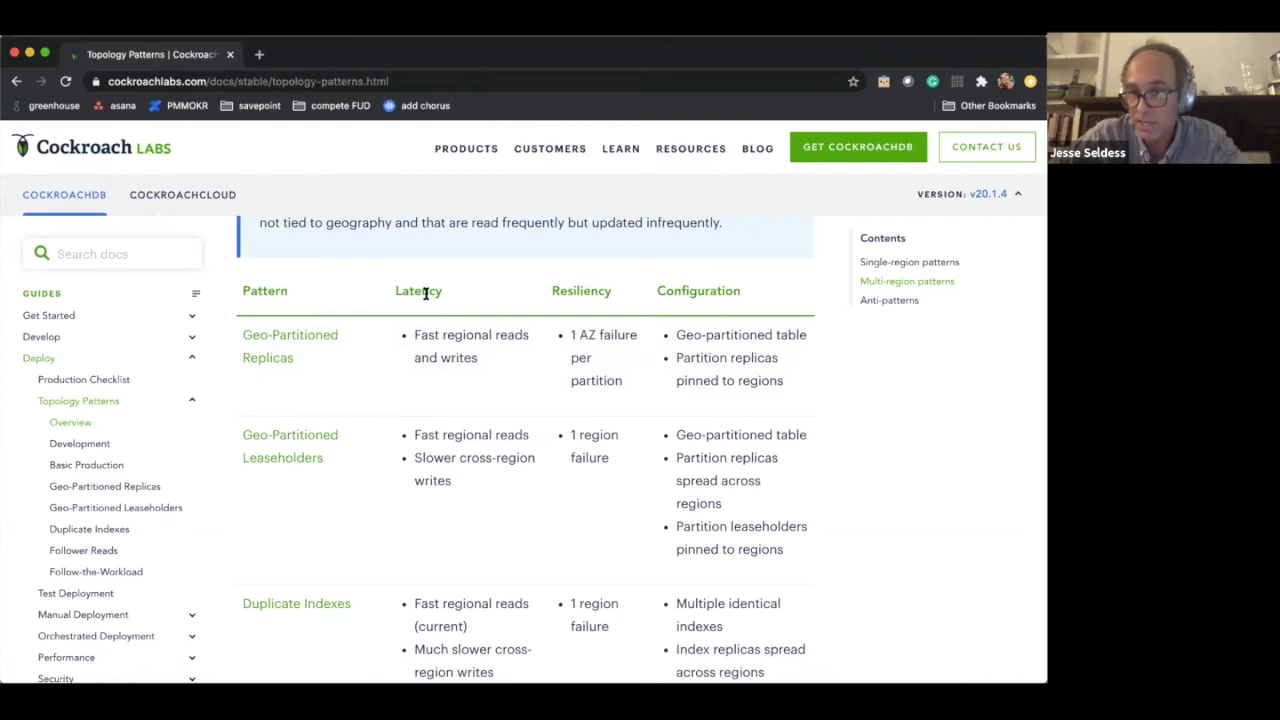 Topology Patterns | Cockroach
cockroachlabs.com/docs/stable/topology-patterns.html
greenhouse
asana
PMMOKR
savepoint
compete FUD
add chorus
Other Bookmarks
Cockroach LABS
PRODUCTS
CUSTOMERS
LEARN
RESOURCES
BLOG
GET COCKROACHDB
CONTACT US
Jesse Seldess
COCKROACHDB
COCKROACHCLOUD
VERSION: v20.1.4
Search docs
GUIDES
Get Started
Develop
Deploy
Production Checklist
Topology Patterns
Overview
Development
Basic Production
Geo-Partitioned Replicas
Geo-Partitioned Leaseholders
Duplicate Indexes
Follower Reads
Follow-the-Workload
Test Deployment
Manual Deployment
Orchestrated Deployment
Performance
Security
not tied to geography and that are read frequently but updated infrequently.
Pattern
Latency
Resiliency
Configuration
Geo-Partitioned
Replicas
• Fast regional reads
and writes
• 1 AZ failure
per
partition
• Geo-partitioned table
• Partition replicas
pinned to regions
Geo-Partitioned
Leaseholders
• Fast regional reads
• Slower cross-region
writes
• 1 region
failure
• Geo-partitioned table
• Partition replicas
spread across
regions
• Partition leaseholders
pinned to regions
Duplicate Indexes
• Fast regional reads
(current)
• Much slower cross-
region writes
• 1 region
failure
• Multiple identical
indexes
• Index replicas spread
across regions
Contents
Single-region patterns
Multi-region patterns
Anti-patterns